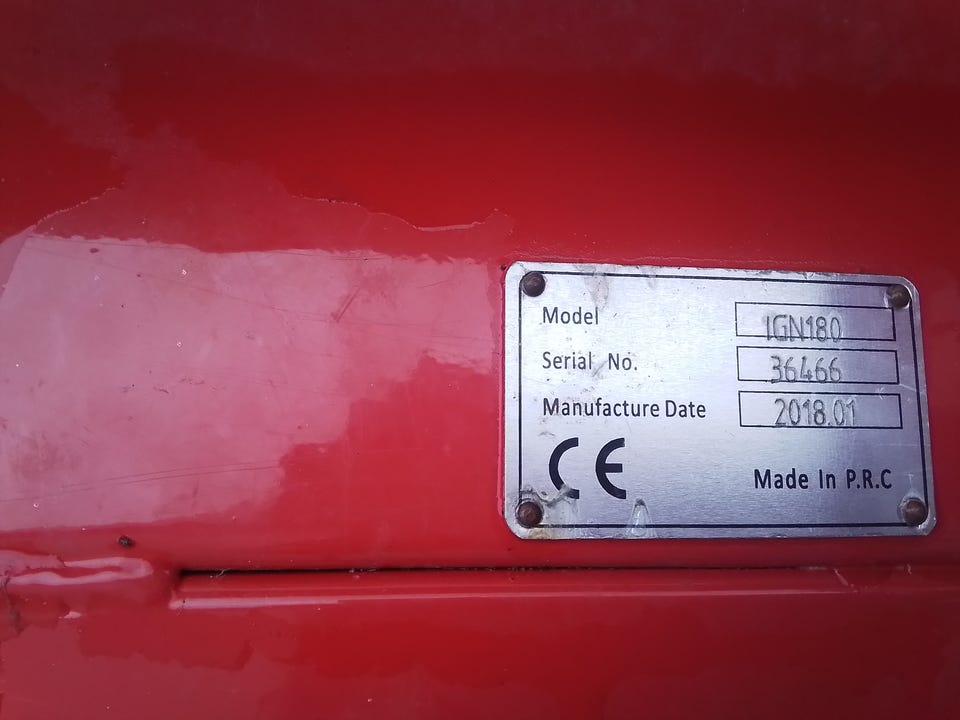 Model IGN180
Serial No. 36466
Manufacture Date 2018.01
CE Made In P.R.C